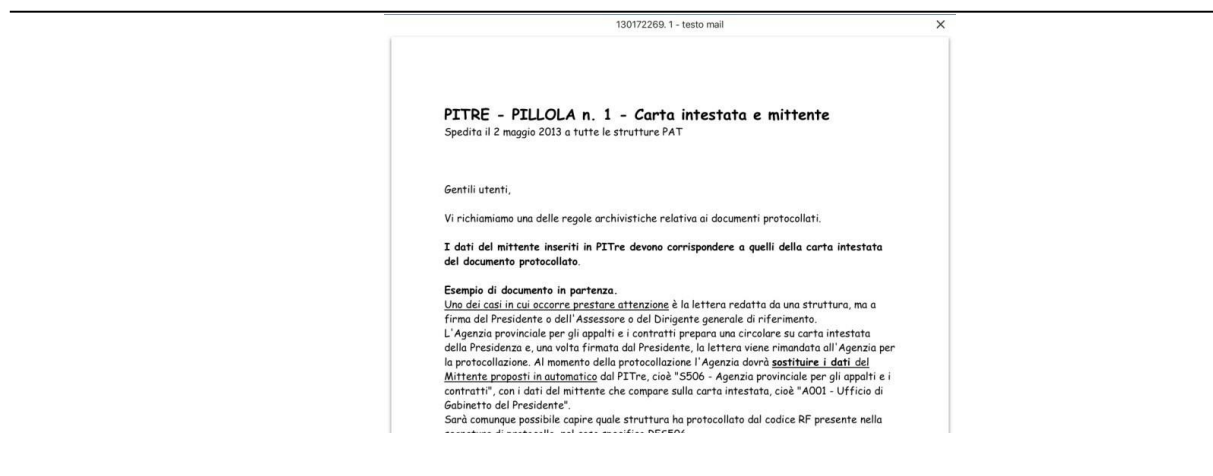 130172269. 1 - testo mail
PITRE - PILLOLA n. 1 - Carta intestata e mittente
Spedita il 2 maggio 2013 a tutte le strutture PAT
Gentili utenti,
Vi richiamiamo una delle regole archivistiche relativa ai documenti protocollati.
I dati del mittente inseriti in PITre devono corrispondere a quelli della carta intestata
del documento protocollato.
Esempio di documento in partenza.
Uno dei casi in cui occorre prestare attenzione è la lettera redatta da una struttura, ma a
firma del Presidente o dell'Assessore o del Dirigente generale di riferimento.
L'Agenzia provinciale per gli appalti e i contratti prepara una circolare su carta intestata
della Presidenza e, una volta firmata dal Presidente, la lettera viene rimandata all'Agenzia per
la protocollazione. Al momento della protocollazione l'Agenzia dovrà sostituire i dati del
Mittente proposti in automatico dal PITre, cioè "S506 - Agenzia provinciale per gli appalti e i
contratti", con i dati del mittente che compare sulla carta intestata, cioè "A001 - Ufficio di
Gabinetto del Presidente".
Sarà comunque possibile capire quale struttura ha protocollato dal codice RF presente nella